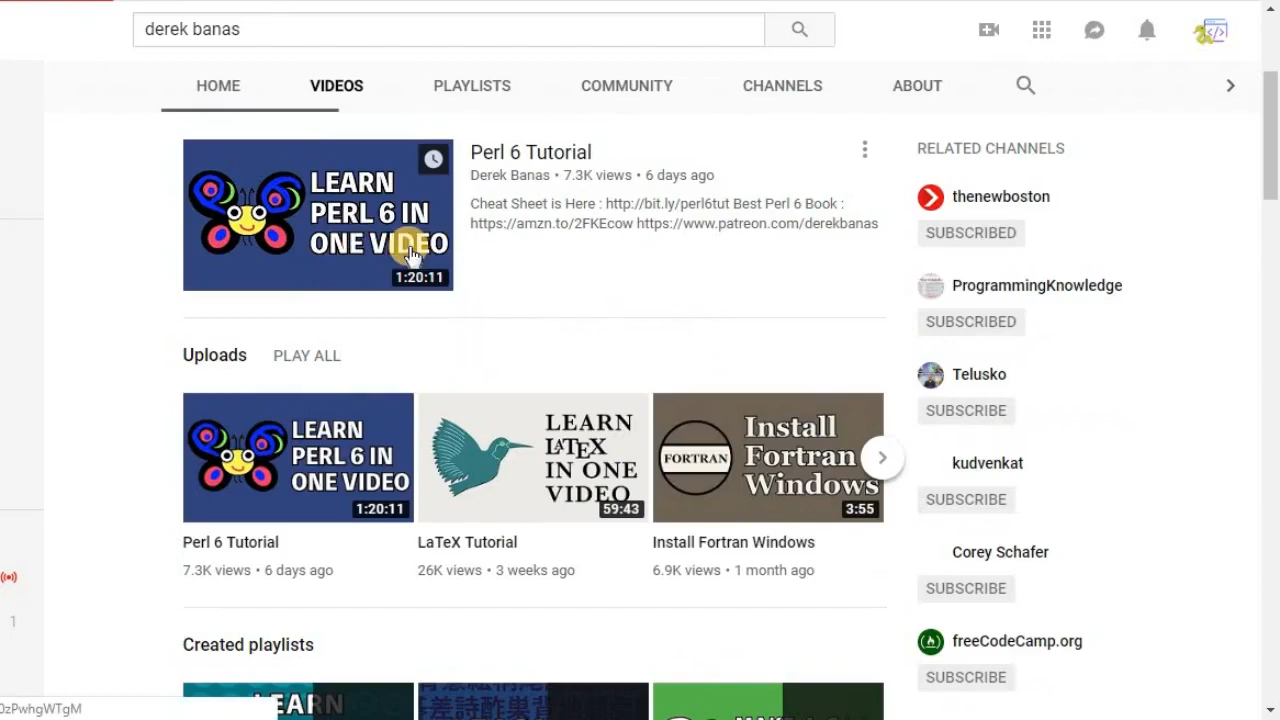 derek banas
HOME VIDEOS PLAYLISTS COMMUNITY CHANNELS ABOUT
LEARN
PERL 6 IN
ONE VIDEO
1:20:11
Perl 6 Tutorial
Derek Banas • 7.3K views • 6 days ago
Cheat Sheet is Here : http://bit.ly/perl6tut Best Perl 6 Book :
https://amzn.to/2FKEcow https://www.patreon.com/derekbanas
Uploads PLAY ALL
LEARN
PERL 6 IN
ONE VIDEO
1:20:11
Perl 6 Tutorial
7.3K views • 6 days ago
LEARN
LATEX
IN ONE
VIDEO
59:43
LaTeX Tutorial
26K views • 3 weeks ago
FORTRAN
Install
Fortran
Windows
3:55
Install Fortran Windows
6.9K views • 1 month ago
Created playlists
LEARN
RELATED CHANNELS
thenewboston
SUBSCRIBED
ProgrammingKnowledge
SUBSCRIBED
Telusko
SUBSCRIBE
kudvenkat
SUBSCRIBE
Corey Schafer
SUBSCRIBE
freeCodeCamp.org
SUBSCRIBE
1
0zPwhgWTgM